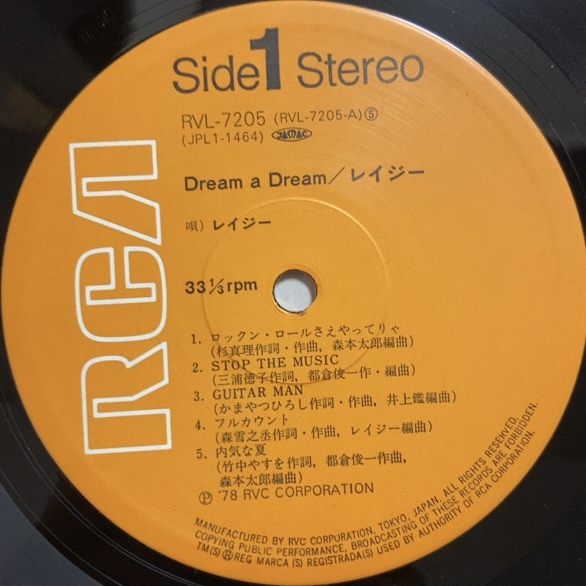 Side 1 Stereo
RVL-7205 (RVL-7205-A)⑤
(JPL1-1464) JASRAC
Dream a Dream/レイジー
唄) レイジー
33 1/3 rpm
1. ロックン・ロールさえやってりゃ
(杉真理作詞・作曲, 森本太郎編曲)
2. STOP THE MUSIC
(三浦徳子作詞, 都倉俊一作・編曲)
3. GUITAR MAN
(かまやつひろし作詞・作曲, 井上鑑編曲)
4. フルカウント
(森雪之丞作詞・作曲, レイジー編曲)
5. 内気な夏
(竹中やすを作詞, 都倉俊一作曲,
森本太郎編曲)
Ⓟ '78 RVC CORPORATION
MANUFACTURED BY RVC CORPORATION, TOKYO, JAPAN, ALL RIGHTS RESERVED.
COPYING PUBLIC PERFORMANCE, BROADCASTING OF THESE RECORDS ARE FORBIDDEN.
TM(S)®REG MARCA(S) REGISTRADA(S) USED BY AUTHORITY OF RCA CORPORATION.
RCA